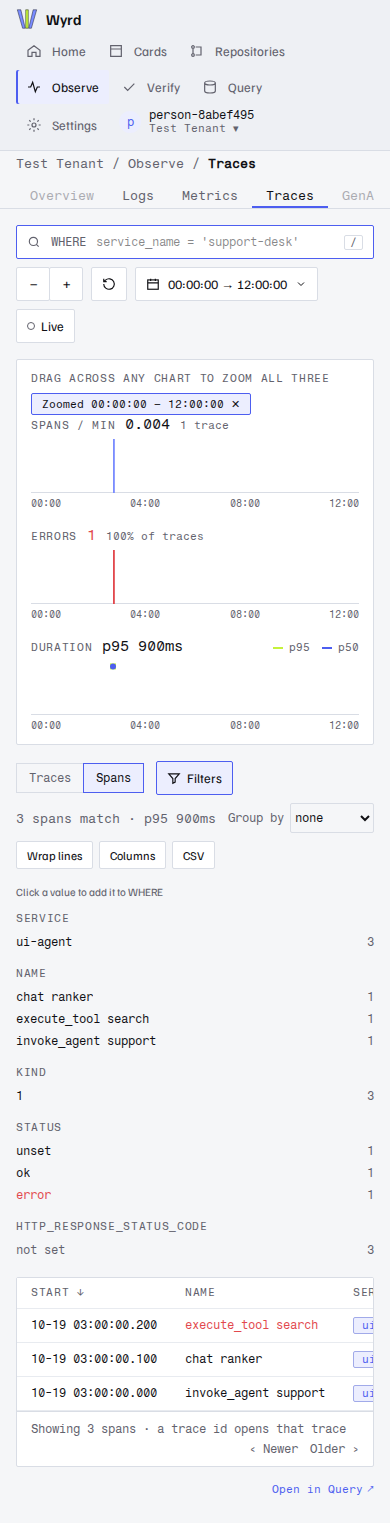 Wyrd
Home Cards Repositories
Observe Verify Query
Settings p person-8abef495
Test Tenant ▾
Test Tenant / Observe / Traces
Overview Logs Metrics Traces GenA
WHERE service_name = 'support-desk' /
− + 00:00:00 → 12:00:00
Live
DRAG ACROSS ANY CHART TO ZOOM ALL THREE
Zoomed 00:00:00 – 12:00:00 ✕
SPANS / MIN 0.004 1 trace
00:00 04:00 08:00 12:00
ERRORS 1 100% of traces
00:00 04:00 08:00 12:00
DURATION p95 900ms p95 p50
00:00 04:00 08:00 12:00
Traces Spans Filters
3 spans match · p95 900ms Group by none
Wrap lines Columns CSV
Click a value to add it to WHERE
SERVICE
ui-agent 3
NAME
chat ranker 1
execute_tool search 1
invoke_agent support 1
KIND
1 3
STATUS
unset 1
ok 1
error 1
HTTP_RESPONSE_STATUS_CODE
not set 3
START ↓ NAME SER
10-19 03:00:00.200 execute_tool search ui
10-19 03:00:00.100 chat ranker ui
10-19 03:00:00.000 invoke_agent support ui
Showing 3 spans · a trace id opens that trace
‹ Newer Older ›
Open in Query ↗